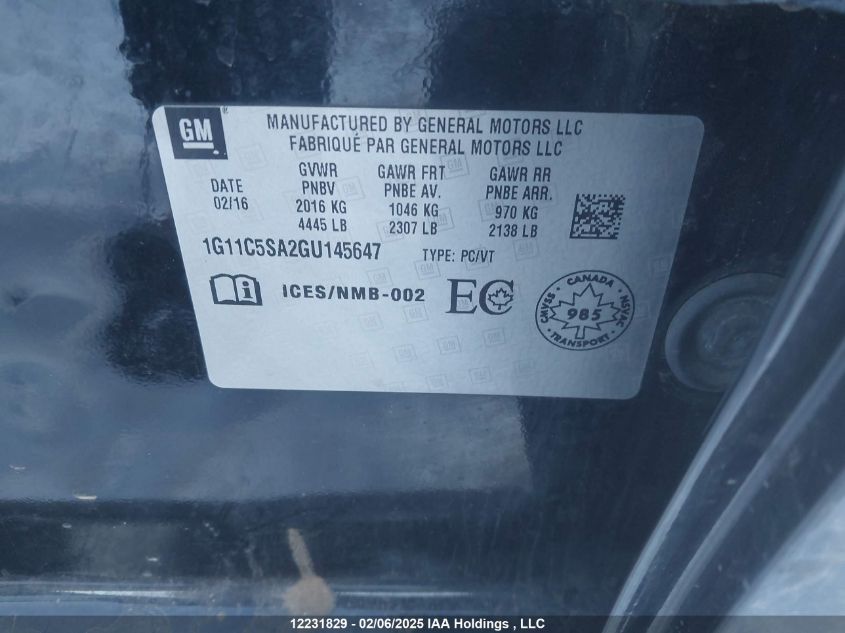 GM
MANUFACTURED BY GENERAL MOTORS LLC
FABRIQUÉ PAR GENERAL MOTORS LLC
DATE
02/16
GVWR
PNBV
2016 KG
4445 LB
GAWR FRT
PNBE AV.
1046 KG
2307 LB
GAWR RR
PNBE ARR.
970 KG
2138 LB
1G11C5SA2GU145647 TYPE: PC/VT
ICES/NMB-002 EC
CANADA
CMVSS 985 NSVAC
TRANSPORT
12231829 - 02/06/2025 IAA Holdings , LLC